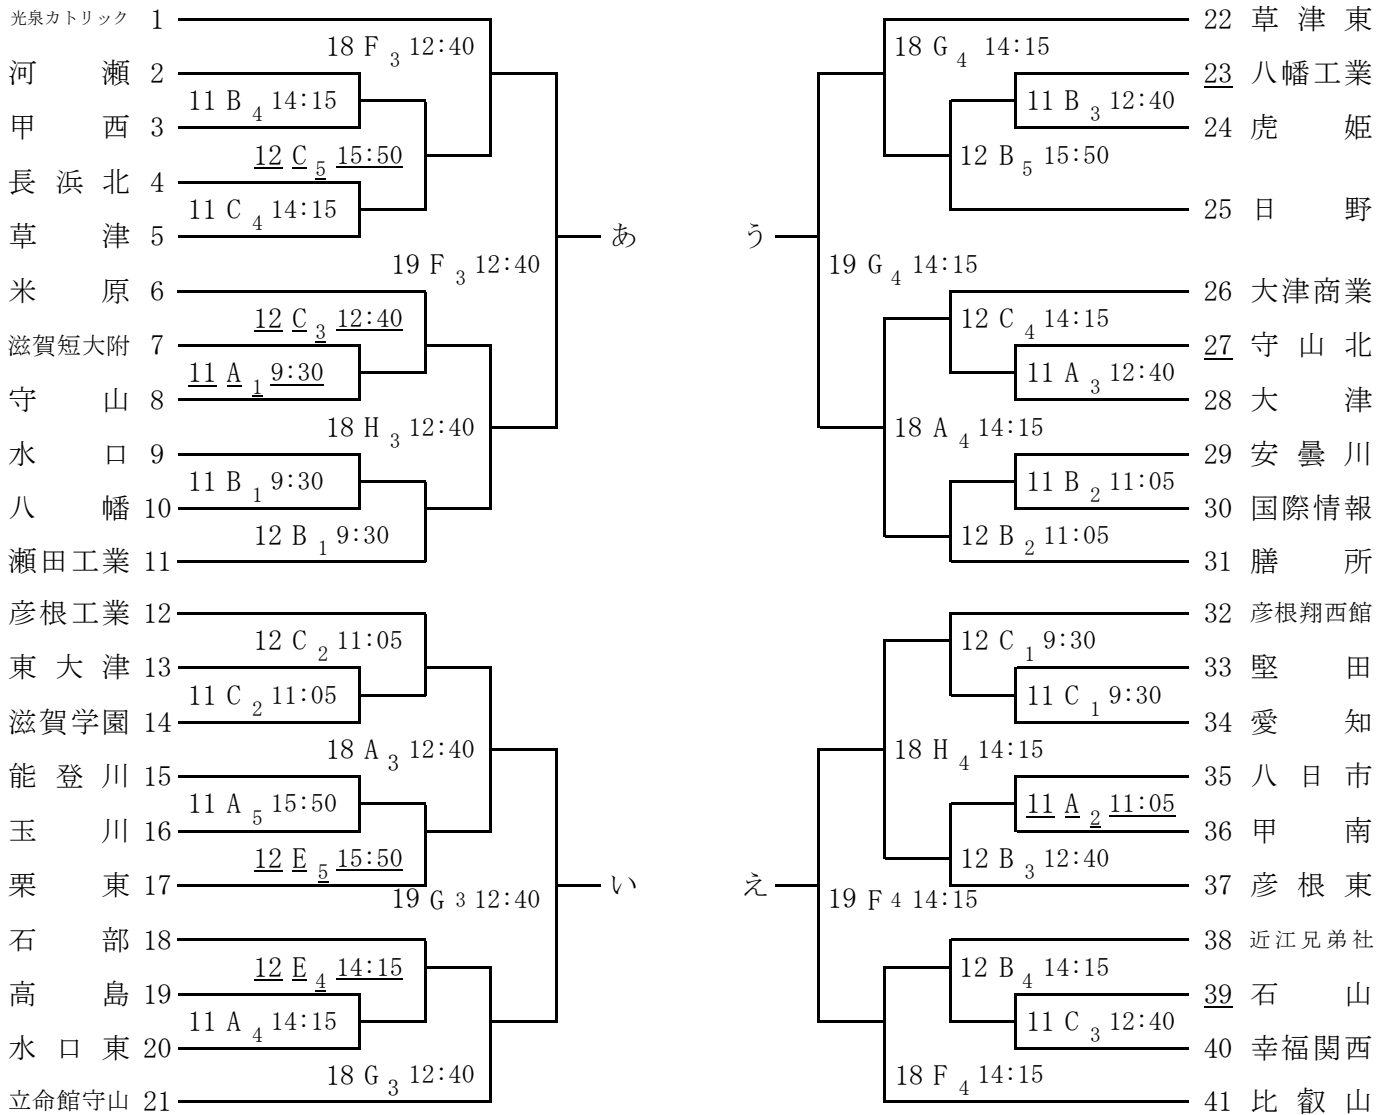 光泉カトリック 1
18 F 3 12:40
河瀬 2
11 B 4 14:15
甲西 3
12 C 5 15:50
長浜北 4
11 C 4 14:15
草津 5
あ
19 F 3 12:40
米原 6
12 C 3 12:40
滋賀短大附 7
11 A 1 9:30
守山 8
18 H 3 12:40
水口 9
11 B 1 9:30
八幡 10
12 B 1 9:30
瀬田工業 11
彦根工業 12
12 C 2 11:05
東大津 13
11 C 2 11:05
滋賀学園 14
18 A 3 12:40
能登川 15
11 A 5 15:50
玉川 16
12 E 5 15:50
栗東 17
い
19 G 3 12:40
石部 18
12 E 4 14:15
高島 19
11 A 4 14:15
水口東 20
18 G 3 12:40
立命館守山 21
22 草津東
18 G 4 14:15
23 八幡工業
11 B 3 12:40
24 虎姫
12 B 5 15:50
25 日野
う
19 G 4 14:15
26 大津商業
12 C 4 14:15
27 守山北
11 A 3 12:40
28 大津
18 A 4 14:15
29 安曇川
11 B 2 11:05
30 国際情報
12 B 2 11:05
31 膳所
32 彦根翔西館
12 C 1 9:30
33 堅田
11 C 1 9:30
34 愛知
18 H 4 14:15
35 八日市
11 A 2 11:05
36 甲南
12 B 3 12:40
37 彦根東
え
19 F 4 14:15
38 近江兄弟社
12 B 4 14:15
39 石山
11 C 3 12:40
40 幸福関西
18 F 4 14:15
41 比叡山